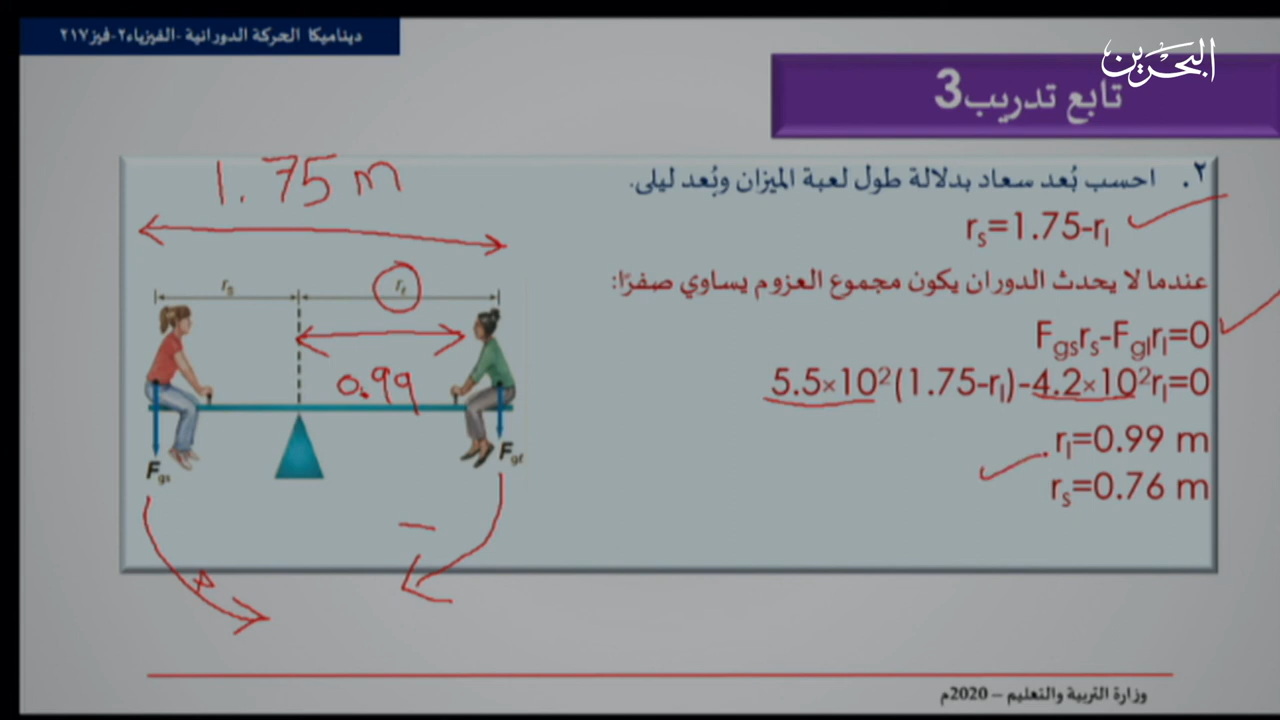 ديناميكا الحركة الدورانية -الفيزياء٢-فيز٢١٧
البحرين
تابع تدريب3
٢. احسب بُعد سعاد بدلالة طول لعبة الميزان وبُعد ليلى.
rs=1.75-rl
عندما لا يحدث الدوران يكون مجموع العزوم يساوي صفرًا:
Fgsrs-Fglrl=0
5.5×10²(1.75-rl)-4.2×10²rl=0
rl=0.99 m
rs=0.76 m
1.75 m
rs
rℓ
0.99
Fgs
Fgℓ
وزارة التربية والتعليم – 2020م